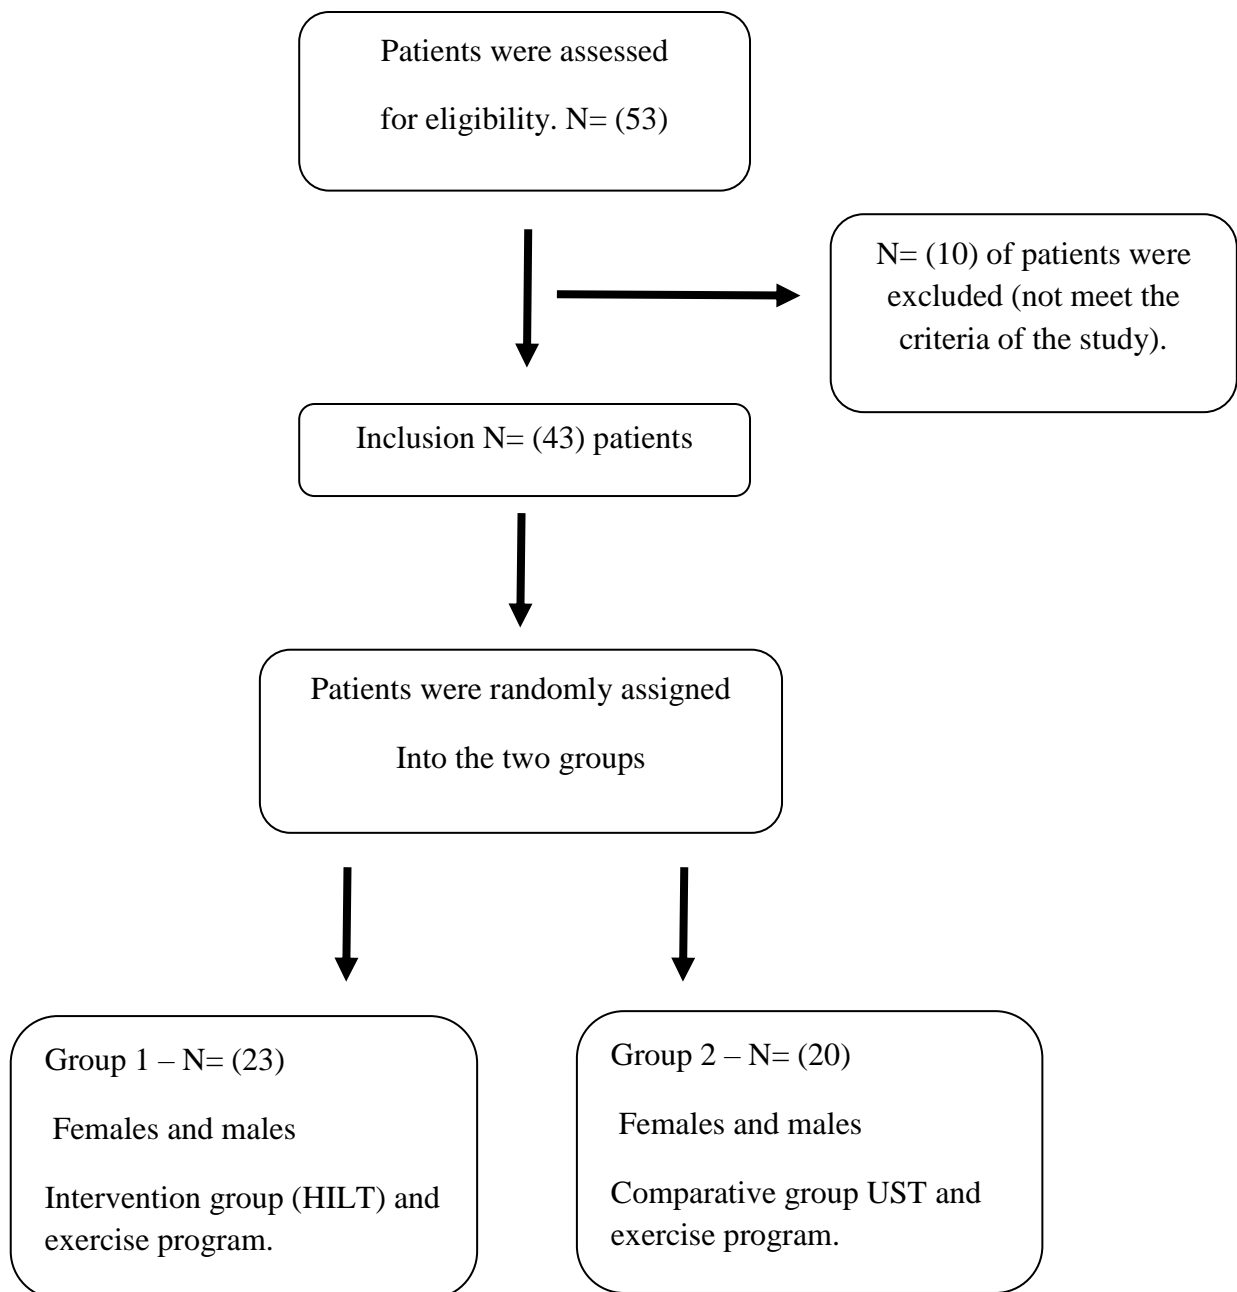 Patients were assessed
for eligibility. N= (53)
N= (10) of patients were
excluded (not meet the
criteria of the study).
Inclusion N= (43) patients
Patients were randomly assigned
Into the two groups
Group 1 – N= (23)
Females and males
Intervention group (HILT) and
exercise program.
Group 2 – N= (20)
Females and males
Comparative group UST and
exercise program.